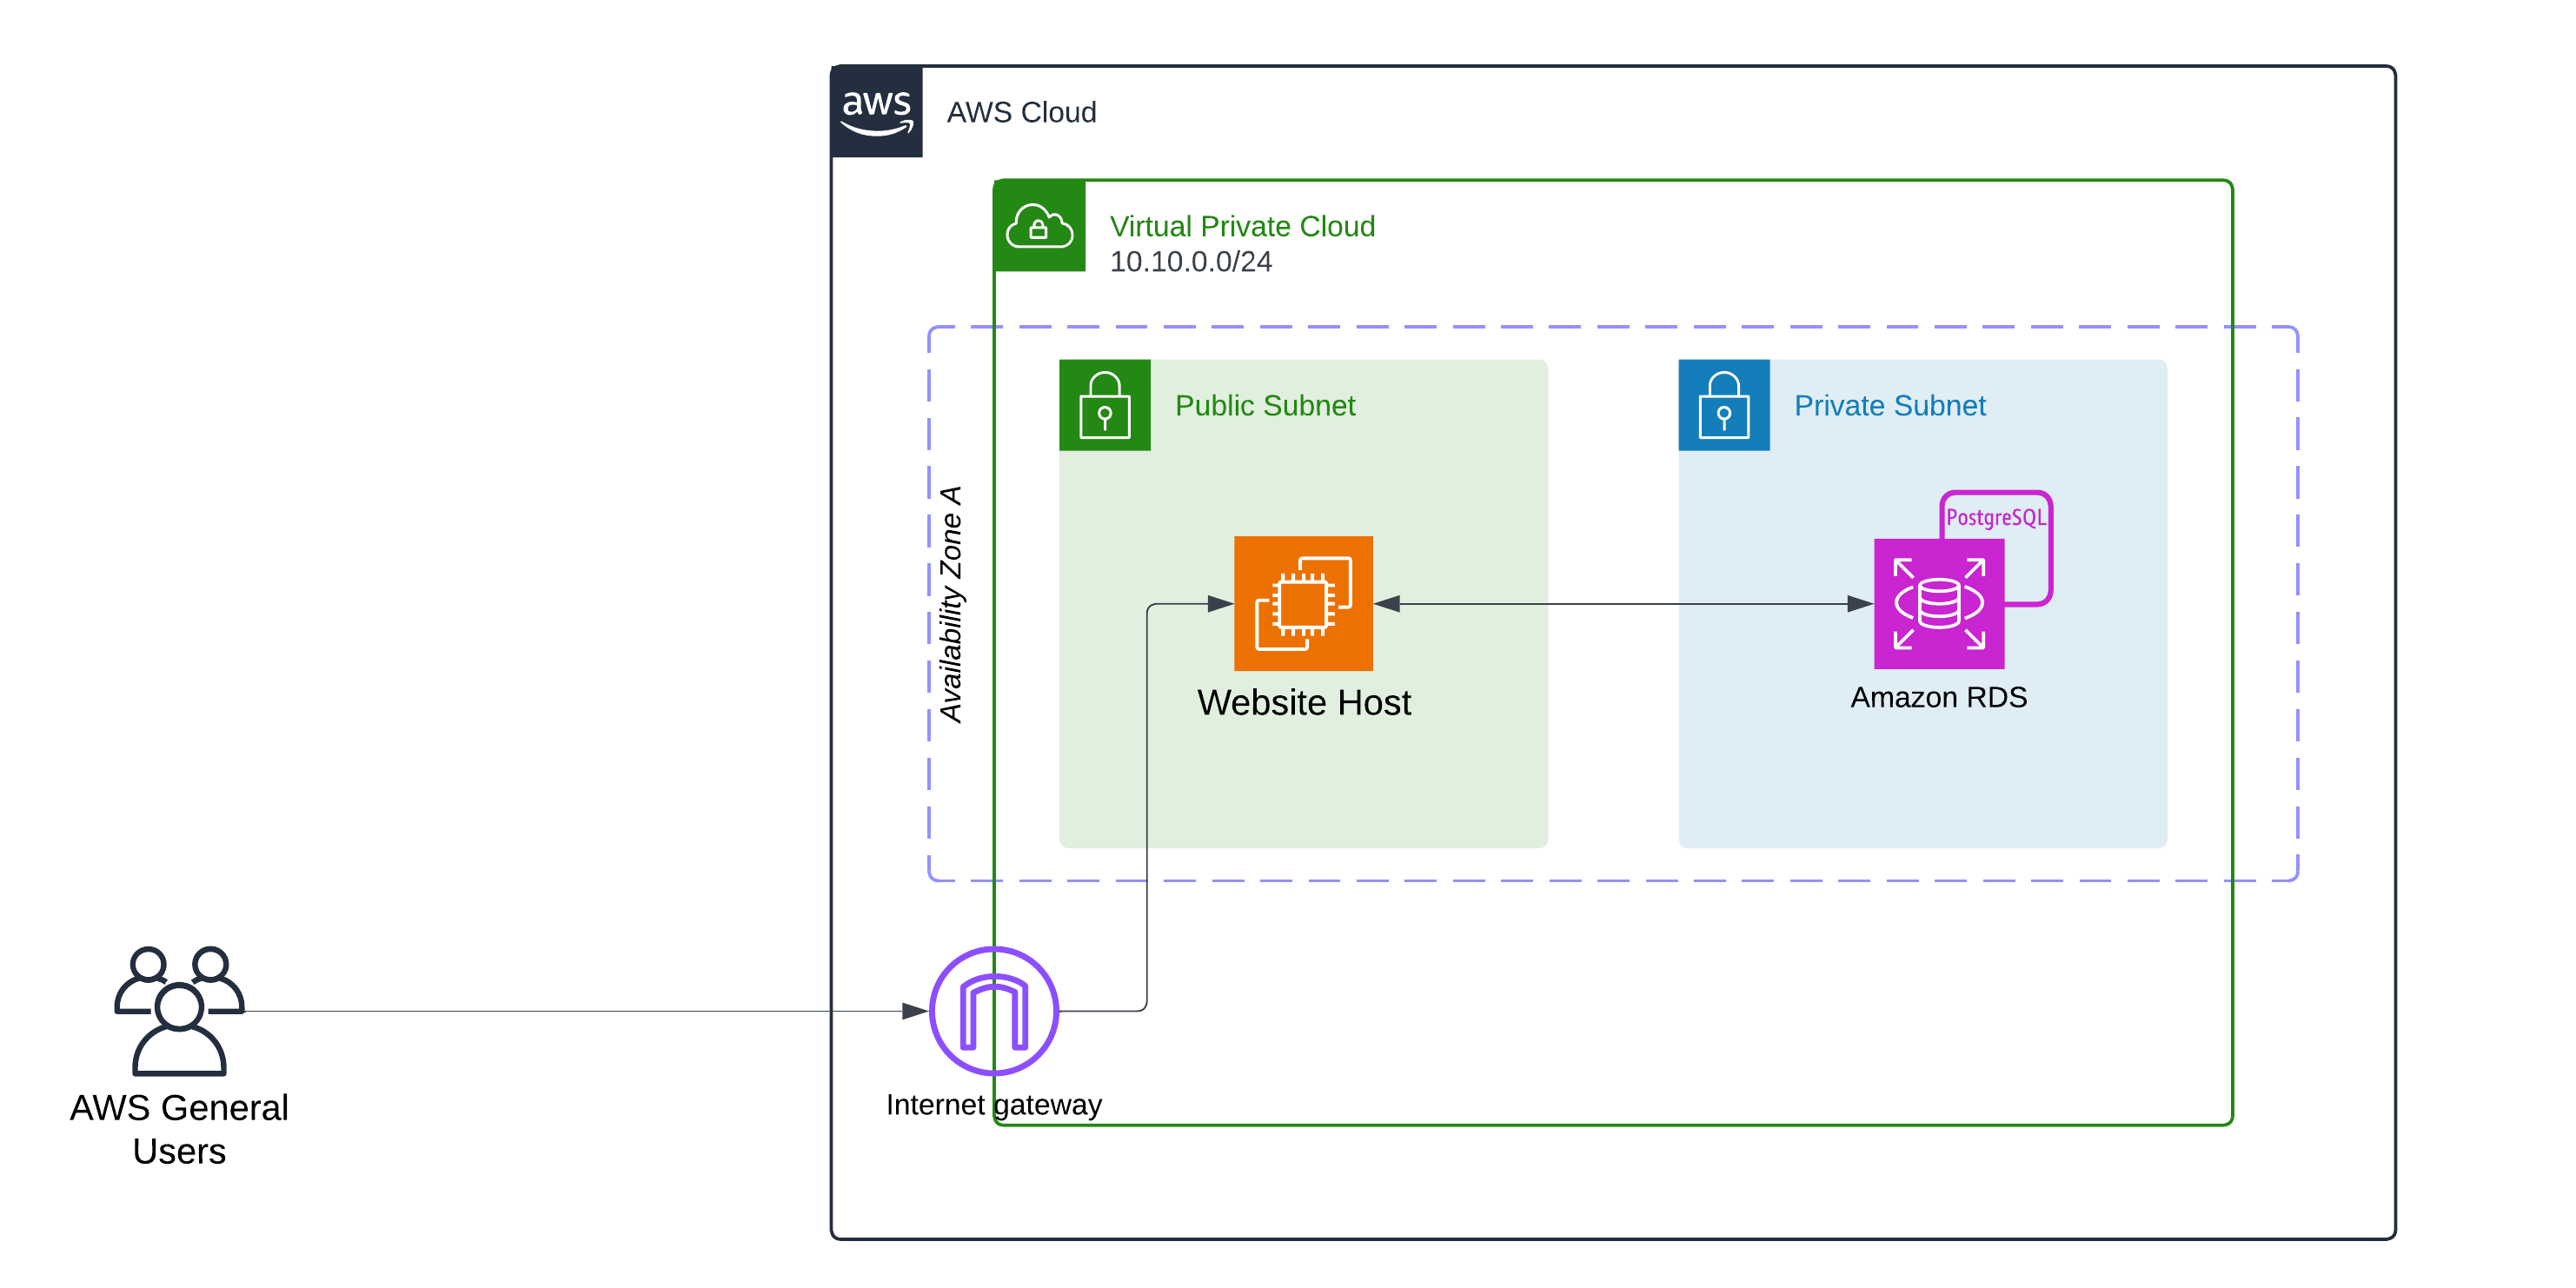 aws
AWS Cloud
Virtual Private Cloud
10.10.0.0/24
Availability Zone A
Public Subnet
Private Subnet
PostgreSQL
Website Host
Amazon RDS
Internet gateway
AWS General
Users